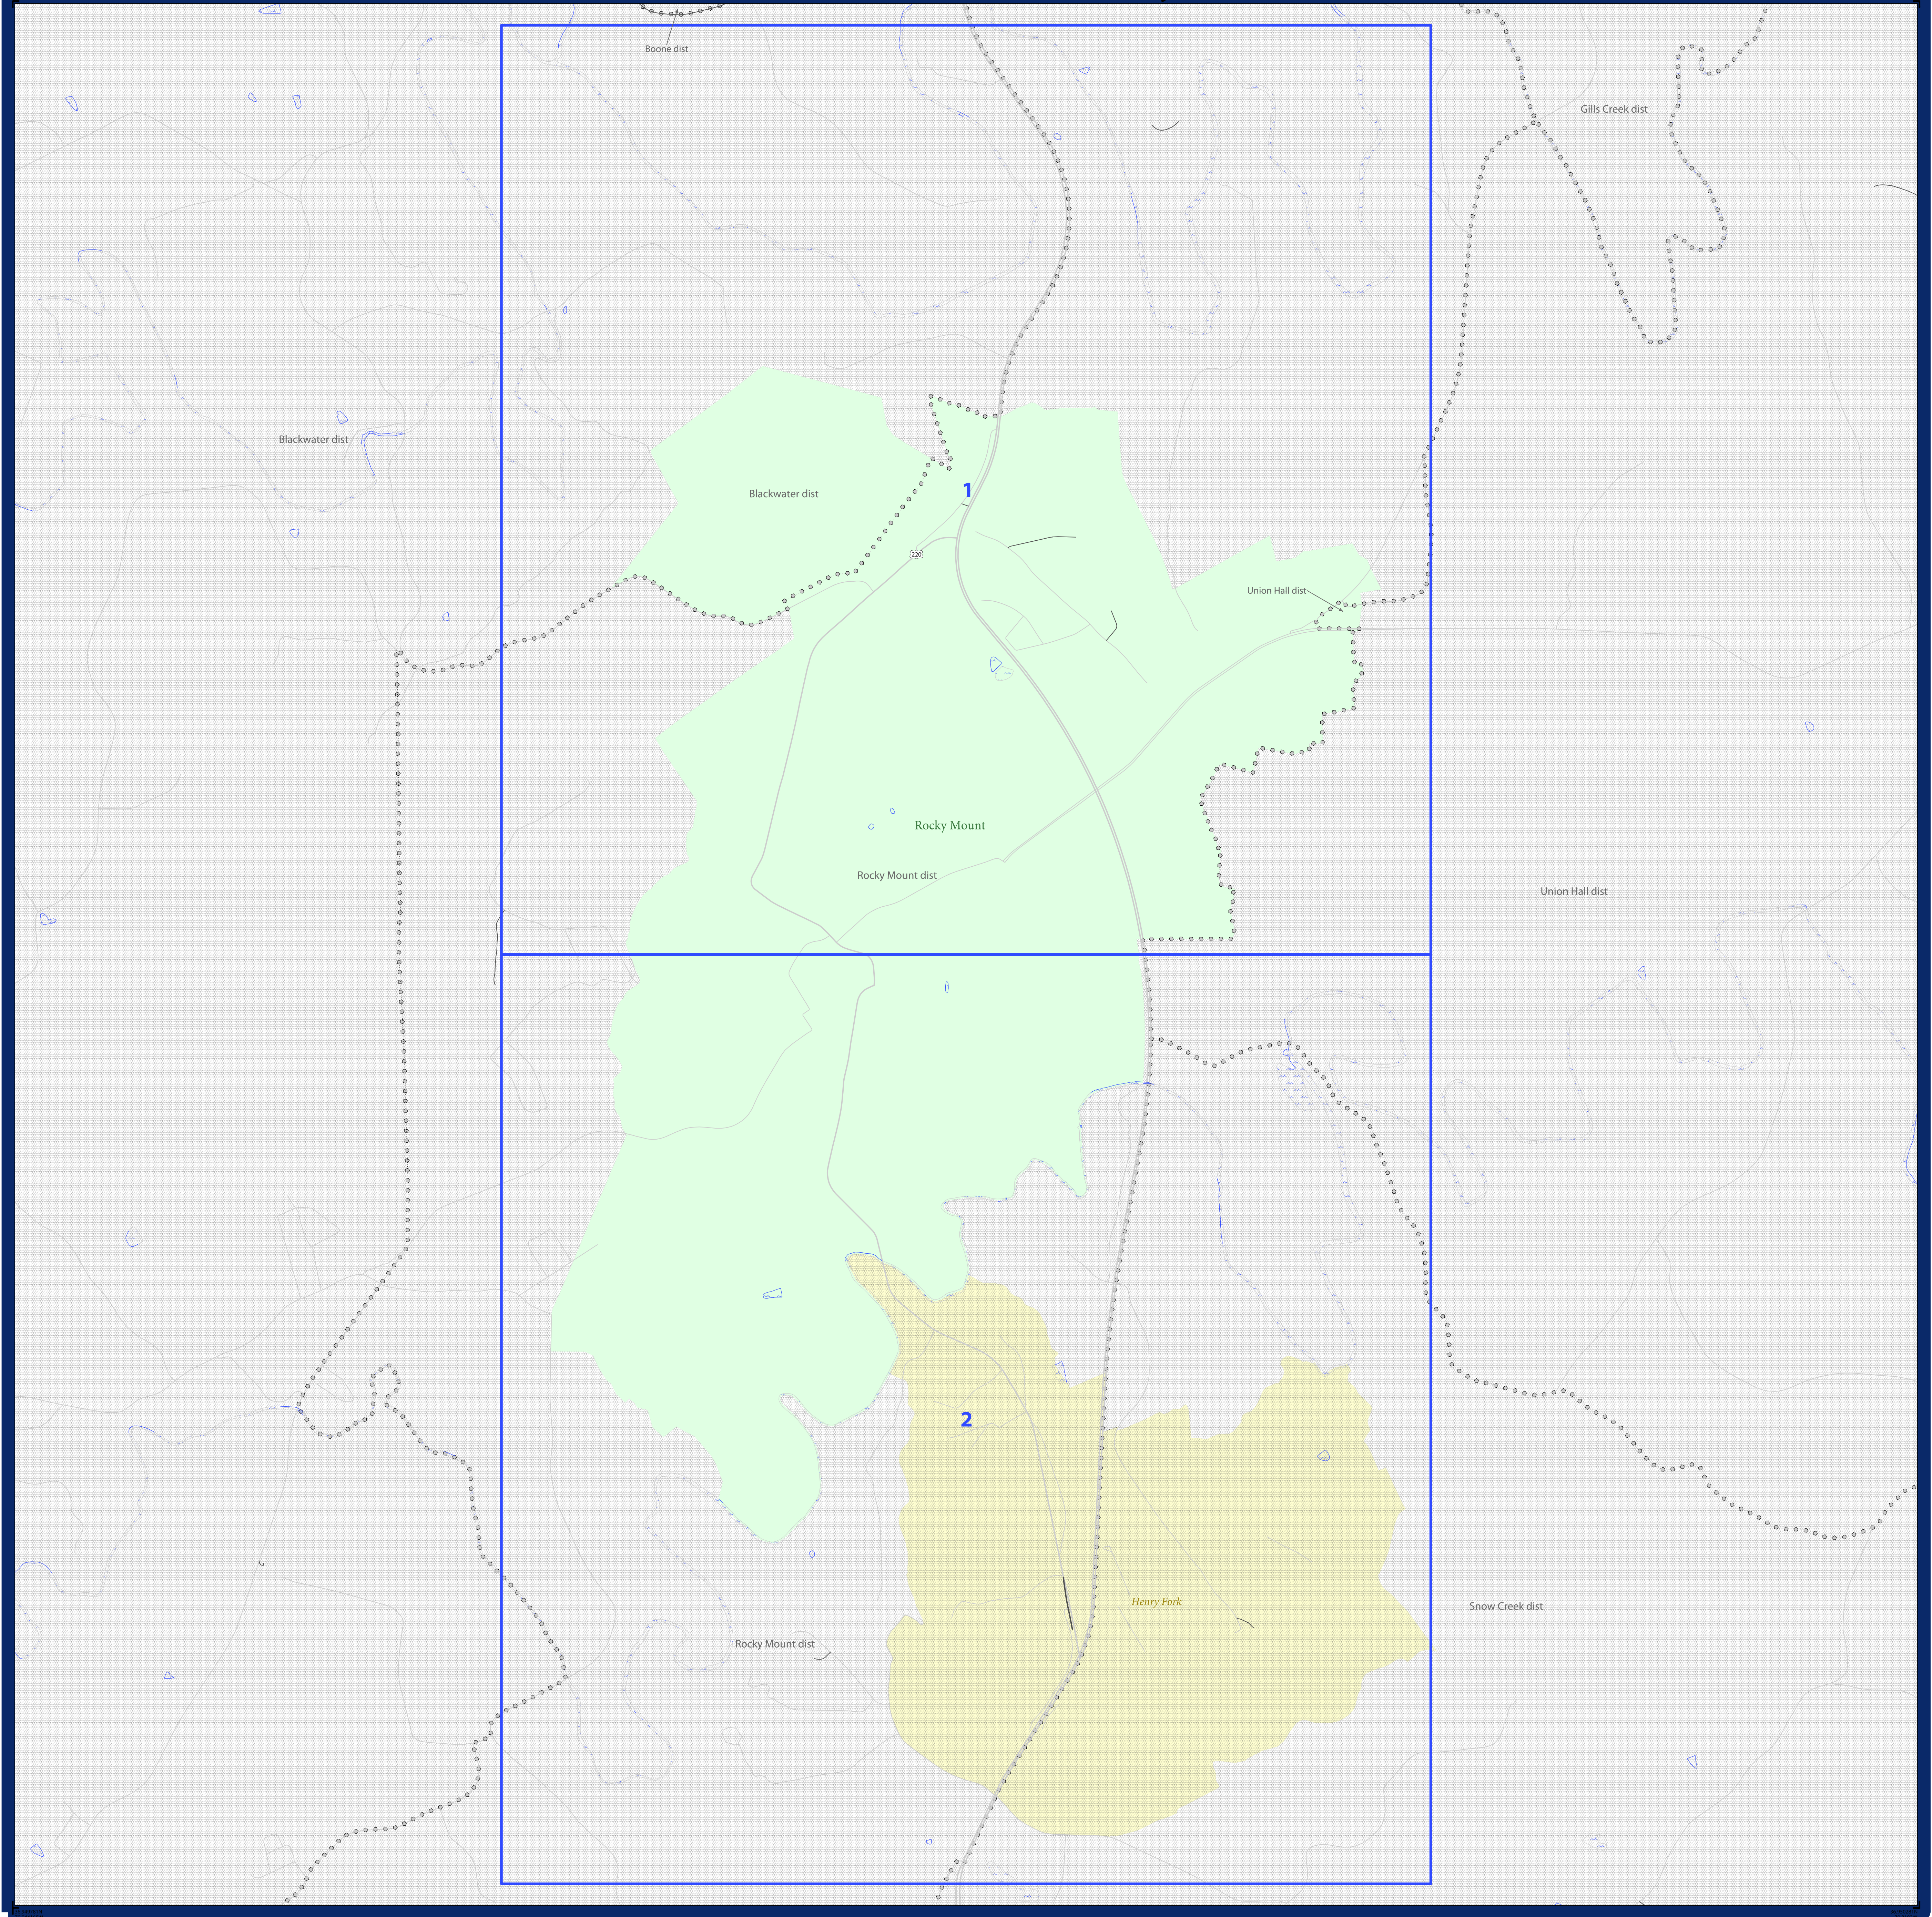 Boone dist
Gills Creek dist
Blackwater dist
Blackwater dist
1
220
Union Hall dist
Rocky Mount
Rocky Mount dist
Union Hall dist
2
Henry Fork
Snow Creek dist
Rocky Mount dist